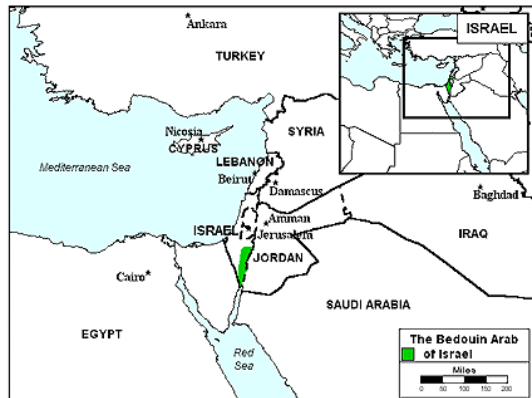 Ankara
TURKEY
ISRAEL
Nicosia
CYPRUS
SYRIA
Mediterranean Sea
LEBANON
Beirut
Damascus
Baghdad
Amman
ISRAEL
Jerusalem
IRAQ
JORDAN
Cairo
SAUDI ARABIA
EGYPT
Red
Sea
The Bedouin Arab
of Israel
Miles
0 50 100 150 200